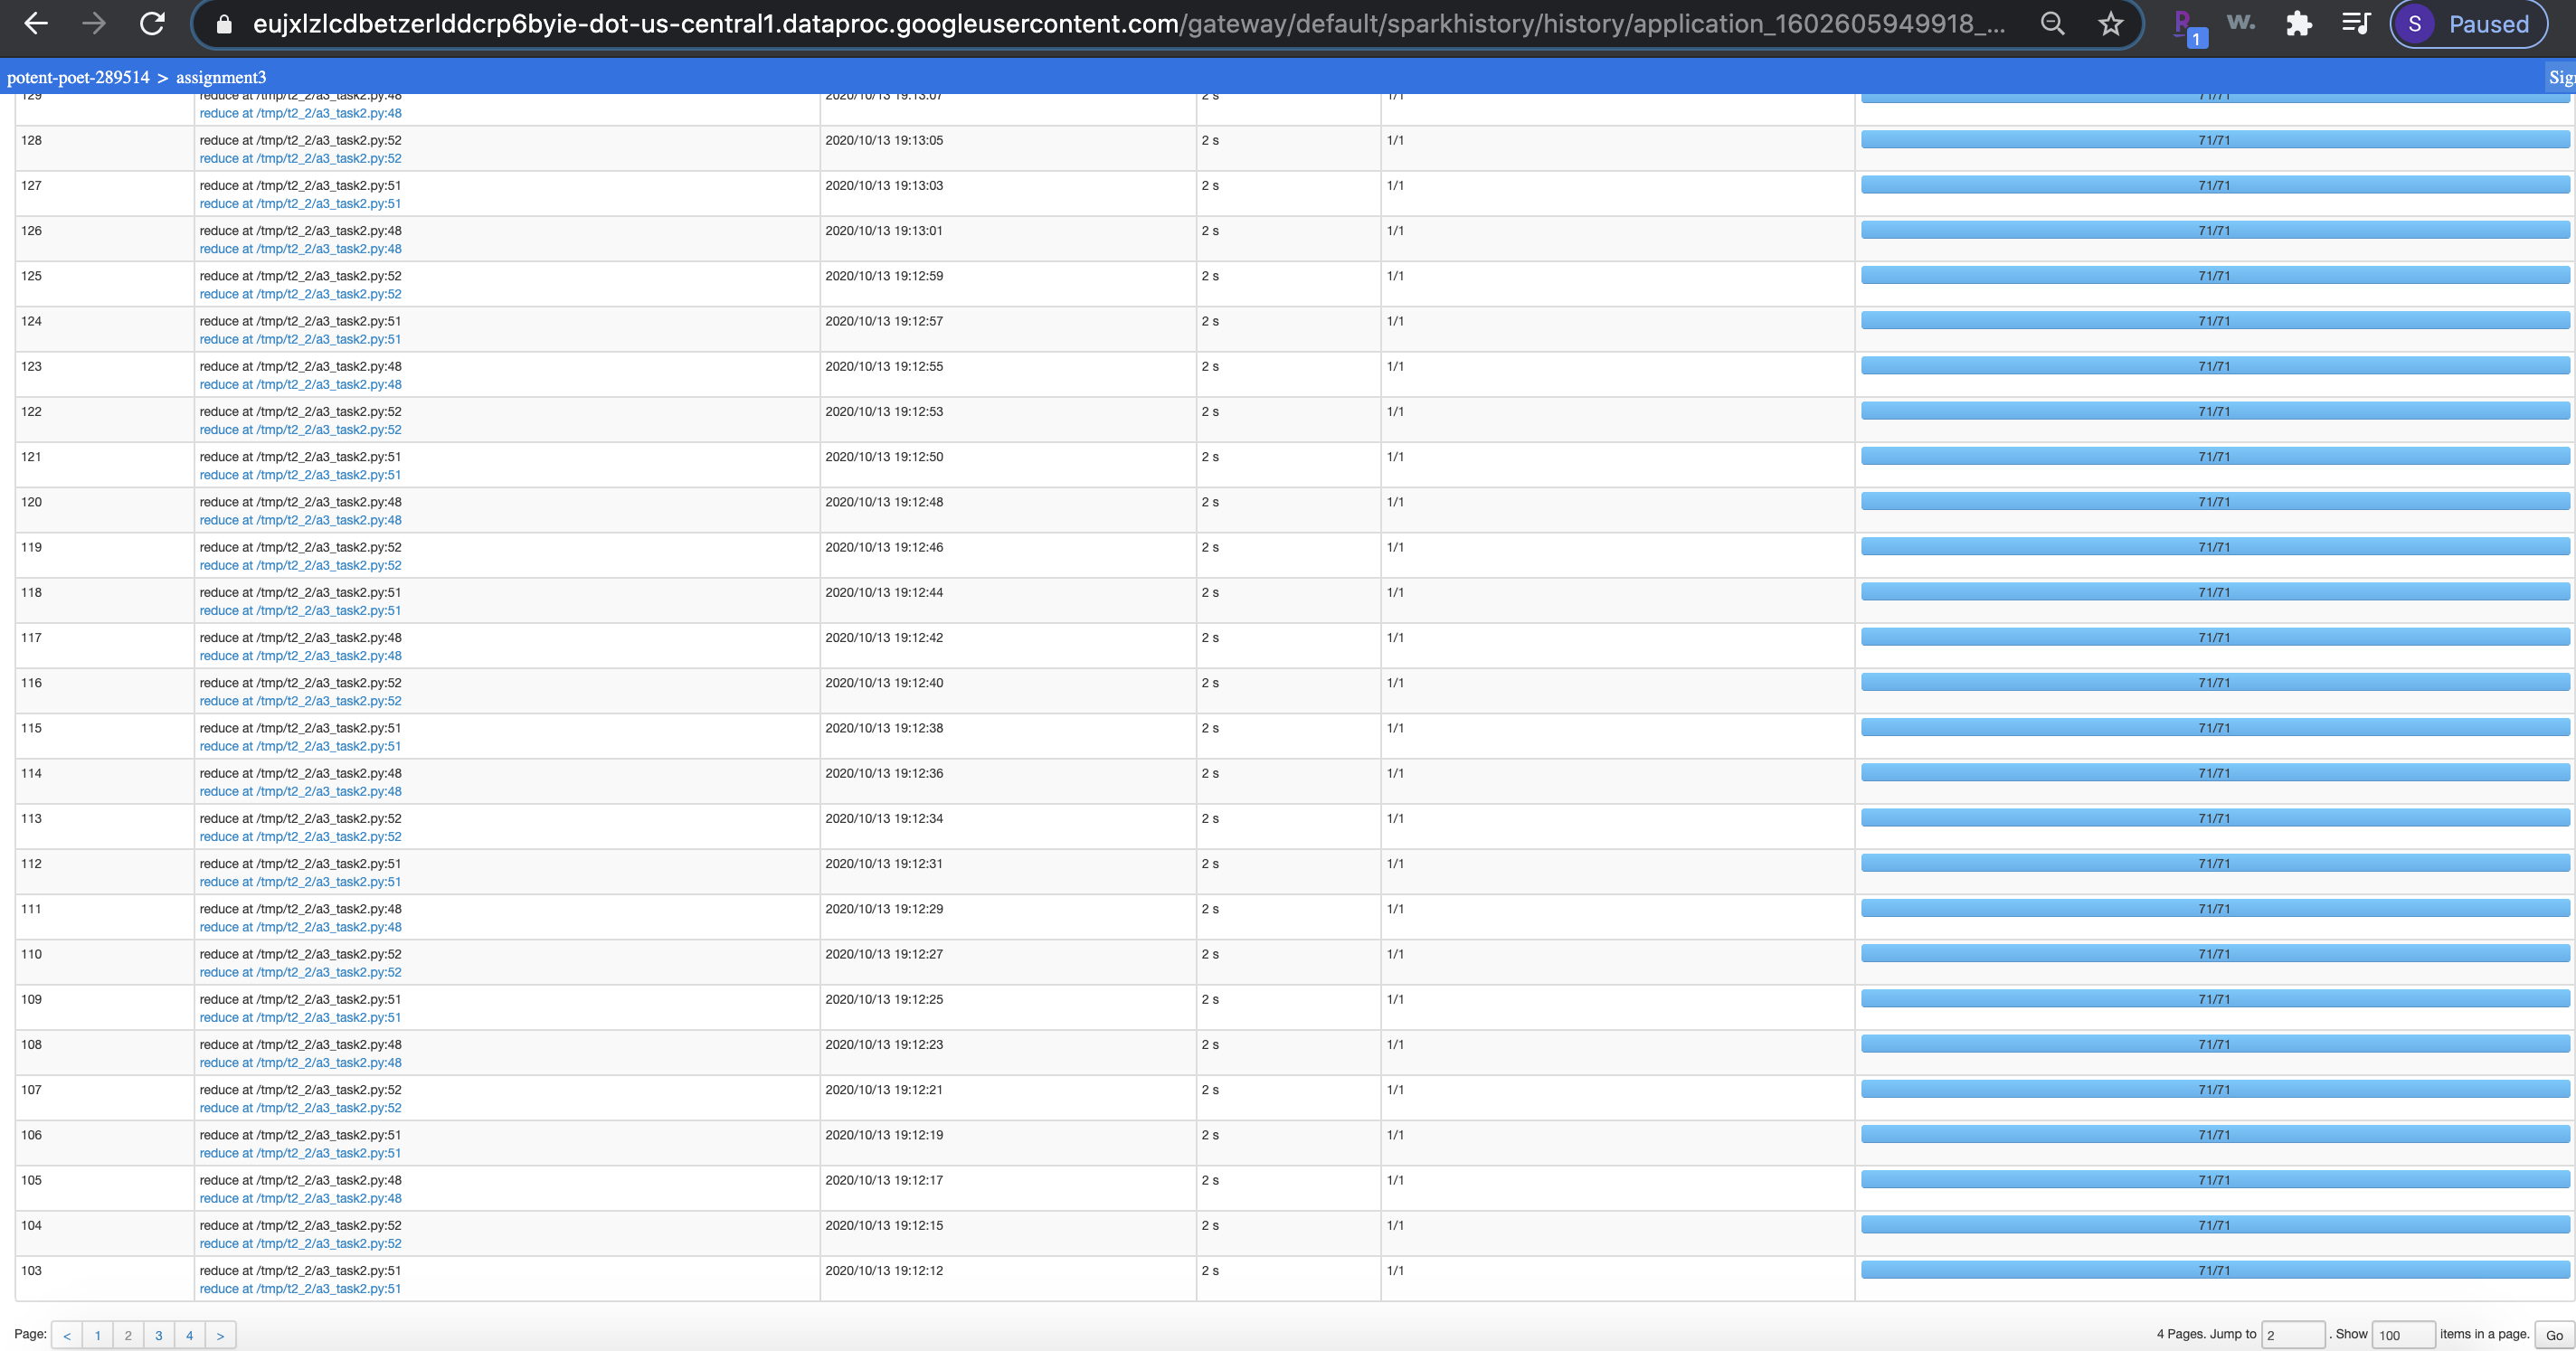 eujxlzlcdbetzerlddcrp6byie-dot-us-central1.dataproc.googleusercontent.com/gateway/default/sparkhistory/history/application_1602605949918_... 1 W. S Paused
potent-poet-289514 > assignment3 Sig
129 reduce at /tmp/t2_2/a3_task2.py:48 2020/10/13 19:13:07 2 s 1/1 71/71
reduce at /tmp/t2_2/a3_task2.py:48
128 reduce at /tmp/t2_2/a3_task2.py:52 2020/10/13 19:13:05 2 s 1/1 71/71
reduce at /tmp/t2_2/a3_task2.py:52
127 reduce at /tmp/t2_2/a3_task2.py:51 2020/10/13 19:13:03 2 s 1/1 71/71
reduce at /tmp/t2_2/a3_task2.py:51
126 reduce at /tmp/t2_2/a3_task2.py:48 2020/10/13 19:13:01 2 s 1/1 71/71
reduce at /tmp/t2_2/a3_task2.py:48
125 reduce at /tmp/t2_2/a3_task2.py:52 2020/10/13 19:12:59 2 s 1/1 71/71
reduce at /tmp/t2_2/a3_task2.py:52
124 reduce at /tmp/t2_2/a3_task2.py:51 2020/10/13 19:12:57 2 s 1/1 71/71
reduce at /tmp/t2_2/a3_task2.py:51
123 reduce at /tmp/t2_2/a3_task2.py:48 2020/10/13 19:12:55 2 s 1/1 71/71
reduce at /tmp/t2_2/a3_task2.py:48
122 reduce at /tmp/t2_2/a3_task2.py:52 2020/10/13 19:12:53 2 s 1/1 71/71
reduce at /tmp/t2_2/a3_task2.py:52
121 reduce at /tmp/t2_2/a3_task2.py:51 2020/10/13 19:12:50 2 s 1/1 71/71
reduce at /tmp/t2_2/a3_task2.py:51
120 reduce at /tmp/t2_2/a3_task2.py:48 2020/10/13 19:12:48 2 s 1/1 71/71
reduce at /tmp/t2_2/a3_task2.py:48
119 reduce at /tmp/t2_2/a3_task2.py:52 2020/10/13 19:12:46 2 s 1/1 71/71
reduce at /tmp/t2_2/a3_task2.py:52
118 reduce at /tmp/t2_2/a3_task2.py:51 2020/10/13 19:12:44 2 s 1/1 71/71
reduce at /tmp/t2_2/a3_task2.py:51
117 reduce at /tmp/t2_2/a3_task2.py:48 2020/10/13 19:12:42 2 s 1/1 71/71
reduce at /tmp/t2_2/a3_task2.py:48
116 reduce at /tmp/t2_2/a3_task2.py:52 2020/10/13 19:12:40 2 s 1/1 71/71
reduce at /tmp/t2_2/a3_task2.py:52
115 reduce at /tmp/t2_2/a3_task2.py:51 2020/10/13 19:12:38 2 s 1/1 71/71
reduce at /tmp/t2_2/a3_task2.py:51
114 reduce at /tmp/t2_2/a3_task2.py:48 2020/10/13 19:12:36 2 s 1/1 71/71
reduce at /tmp/t2_2/a3_task2.py:48
113 reduce at /tmp/t2_2/a3_task2.py:52 2020/10/13 19:12:34 2 s 1/1 71/71
reduce at /tmp/t2_2/a3_task2.py:52
112 reduce at /tmp/t2_2/a3_task2.py:51 2020/10/13 19:12:31 2 s 1/1 71/71
reduce at /tmp/t2_2/a3_task2.py:51
111 reduce at /tmp/t2_2/a3_task2.py:48 2020/10/13 19:12:29 2 s 1/1 71/71
reduce at /tmp/t2_2/a3_task2.py:48
110 reduce at /tmp/t2_2/a3_task2.py:52 2020/10/13 19:12:27 2 s 1/1 71/71
reduce at /tmp/t2_2/a3_task2.py:52
109 reduce at /tmp/t2_2/a3_task2.py:51 2020/10/13 19:12:25 2 s 1/1 71/71
reduce at /tmp/t2_2/a3_task2.py:51
108 reduce at /tmp/t2_2/a3_task2.py:48 2020/10/13 19:12:23 2 s 1/1 71/71
reduce at /tmp/t2_2/a3_task2.py:48
107 reduce at /tmp/t2_2/a3_task2.py:52 2020/10/13 19:12:21 2 s 1/1 71/71
reduce at /tmp/t2_2/a3_task2.py:52
106 reduce at /tmp/t2_2/a3_task2.py:51 2020/10/13 19:12:19 2 s 1/1 71/71
reduce at /tmp/t2_2/a3_task2.py:51
105 reduce at /tmp/t2_2/a3_task2.py:48 2020/10/13 19:12:17 2 s 1/1 71/71
reduce at /tmp/t2_2/a3_task2.py:48
104 reduce at /tmp/t2_2/a3_task2.py:52 2020/10/13 19:12:15 2 s 1/1 71/71
reduce at /tmp/t2_2/a3_task2.py:52
103 reduce at /tmp/t2_2/a3_task2.py:51 2020/10/13 19:12:12 2 s 1/1 71/71
reduce at /tmp/t2_2/a3_task2.py:51
Page: < 1 2 3 4 > 4 Pages. Jump to 2 . Show 100 items in a page. Go